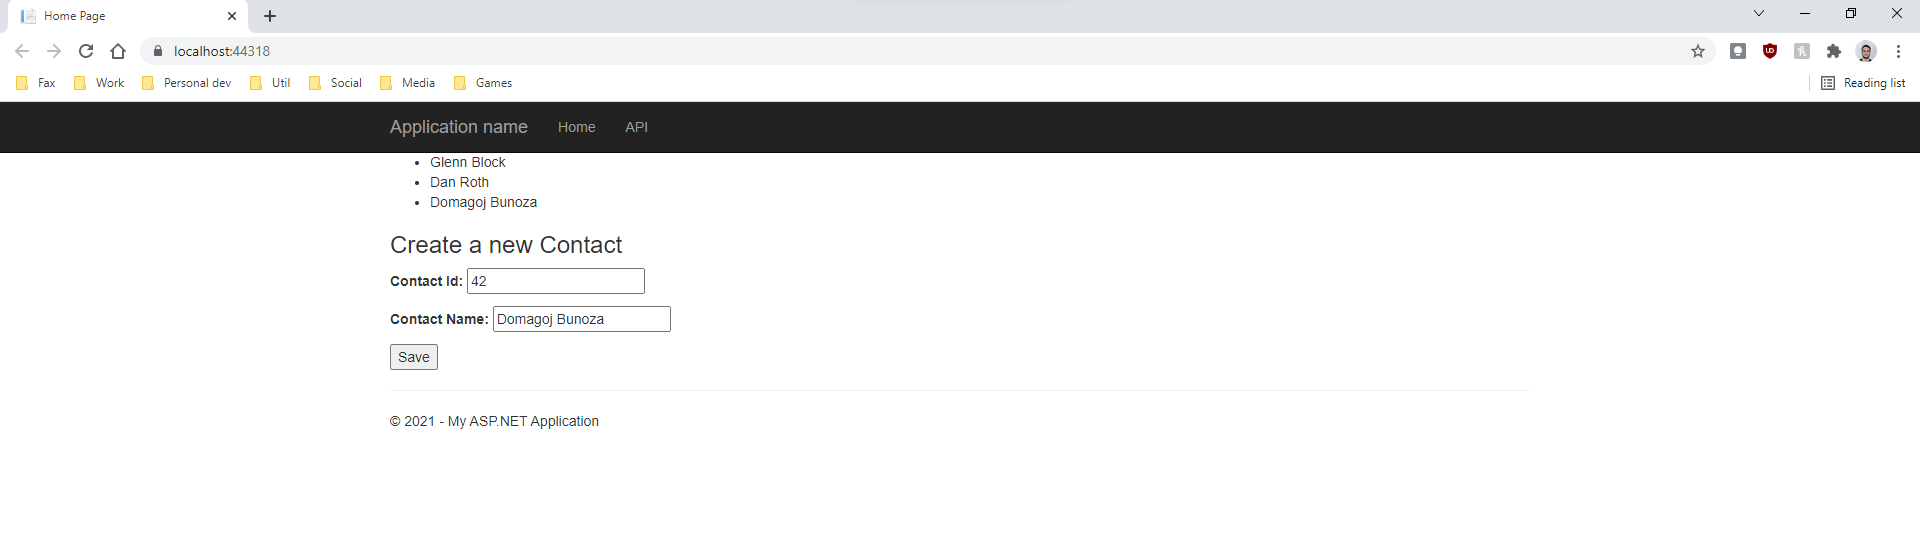 Home Page
localhost:44318
Fax Work Personal dev Util Social Media Games Reading list
Application name Home API
Glenn Block
Dan Roth
Domagoj Bunoza
Create a new Contact
Contact Id: 42
Contact Name: Domagoj Bunoza
Save
© 2021 - My ASP.NET Application